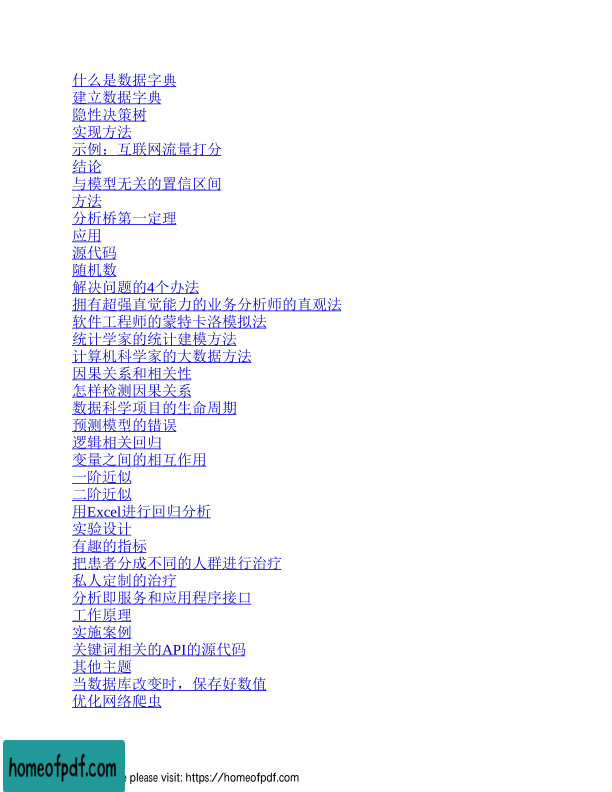 什么是数据字典
建立数据字典
隐性决策树
实现方法
示例：互联网流量打分
结论
与模型无关的置信区间
方法
分析桥第一定理
应用
源代码
随机数
解决问题的4个办法
拥有超强直觉能力的业务分析师的直观法
软件工程师的蒙特卡洛模拟法
统计学家的统计建模方法
计算机科学家的大数据方法
因果关系和相关性
怎样检测因果关系
数据科学项目的生命周期
预测模型的错误
逻辑相关回归
变量之间的相互作用
一阶近似
二阶近似
用Excel进行回归分析
实验设计
有趣的指标
把患者分成不同的人群进行治疗
私人定制的治疗
分析即服务和应用程序接口
工作原理
实施案例
关键词相关的API的源代码
其他主题
当数据库改变时，保存好数值
优化网络爬虫
homeofpdf.com
e please visit: https://homeofpdf.com